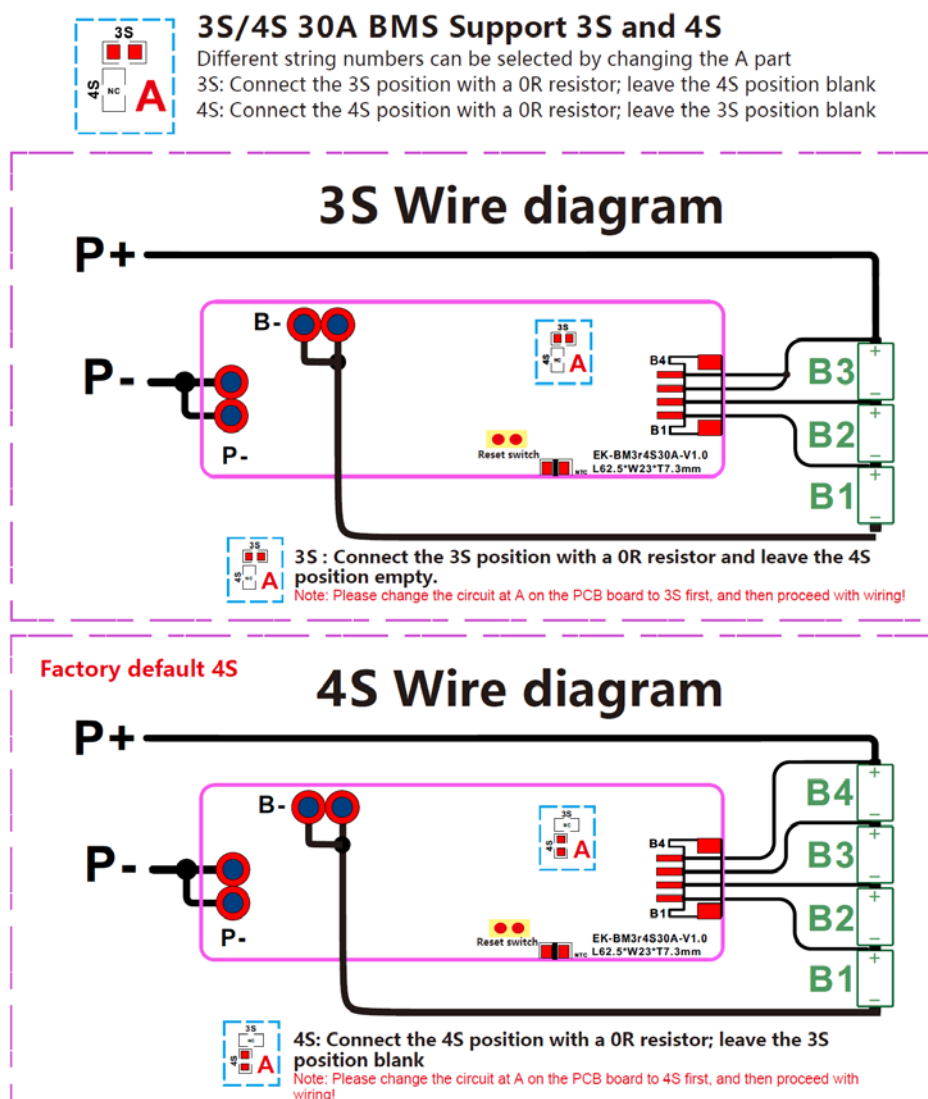 3S
4S
NC
A
3S/4S 30A BMS Support 3S and 4S
Different string numbers can be selected by changing the A part
3S: Connect the 3S position with a 0R resistor; leave the 4S position blank
4S: Connect the 4S position with a 0R resistor; leave the 3S position blank
3S Wire diagram
P+
B-
P-
P-
3S
4S
NC
A
B4
B1
Reset switch
NTC
EK-BM3r4S30A-V1.0
L62.5*W23*T7.3mm
B3
+
−
B2
+
−
B1
+
−
3S
4S
NC
A
3S : Connect the 3S position with a 0R resistor and leave the 4S
position empty.
Note: Please change the circuit at A on the PCB board to 3S first, and then proceed with wiring!
Factory default 4S
4S Wire diagram
P+
B-
P-
P-
3S
NC
4S
A
B4
B1
Reset switch
NTC
EK-BM3r4S30A-V1.0
L62.5*W23*T7.3mm
B4
+
−
B3
+
−
B2
+
−
B1
+
−
3S
NC
4S
A
4S: Connect the 4S position with a 0R resistor; leave the 3S
position blank
Note: Please change the circuit at A on the PCB board to 4S first, and then proceed with
wiring!